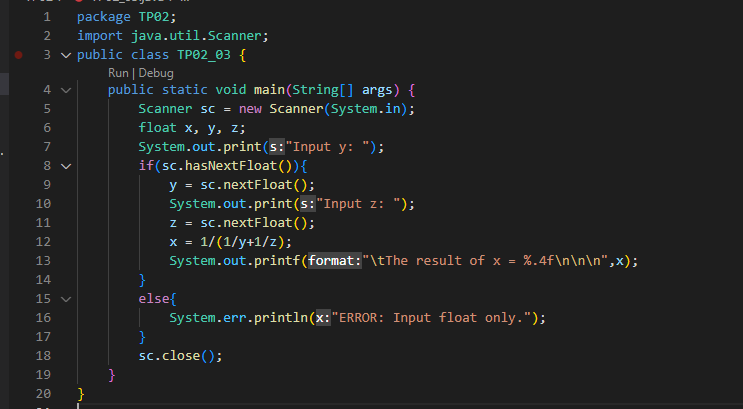 1 package TP02;
2 import java.util.Scanner;
3 public class TP02_03 {
Run | Debug
4 public static void main(String[] args) {
5 Scanner sc = new Scanner(System.in);
6 float x, y, z;
7 System.out.print(s:"Input y: ");
8 if(sc.hasNextFloat()){
9 y = sc.nextFloat();
10 System.out.print(s:"Input z: ");
11 z = sc.nextFloat();
12 x = 1/(1/y+1/z);
13 System.out.printf(format:"\tThe result of x = %.4f\n\n\n",x);
14 }
15 else{
16 System.err.println(x:"ERROR: Input float only.");
17 }
18 sc.close();
19 }
20 }